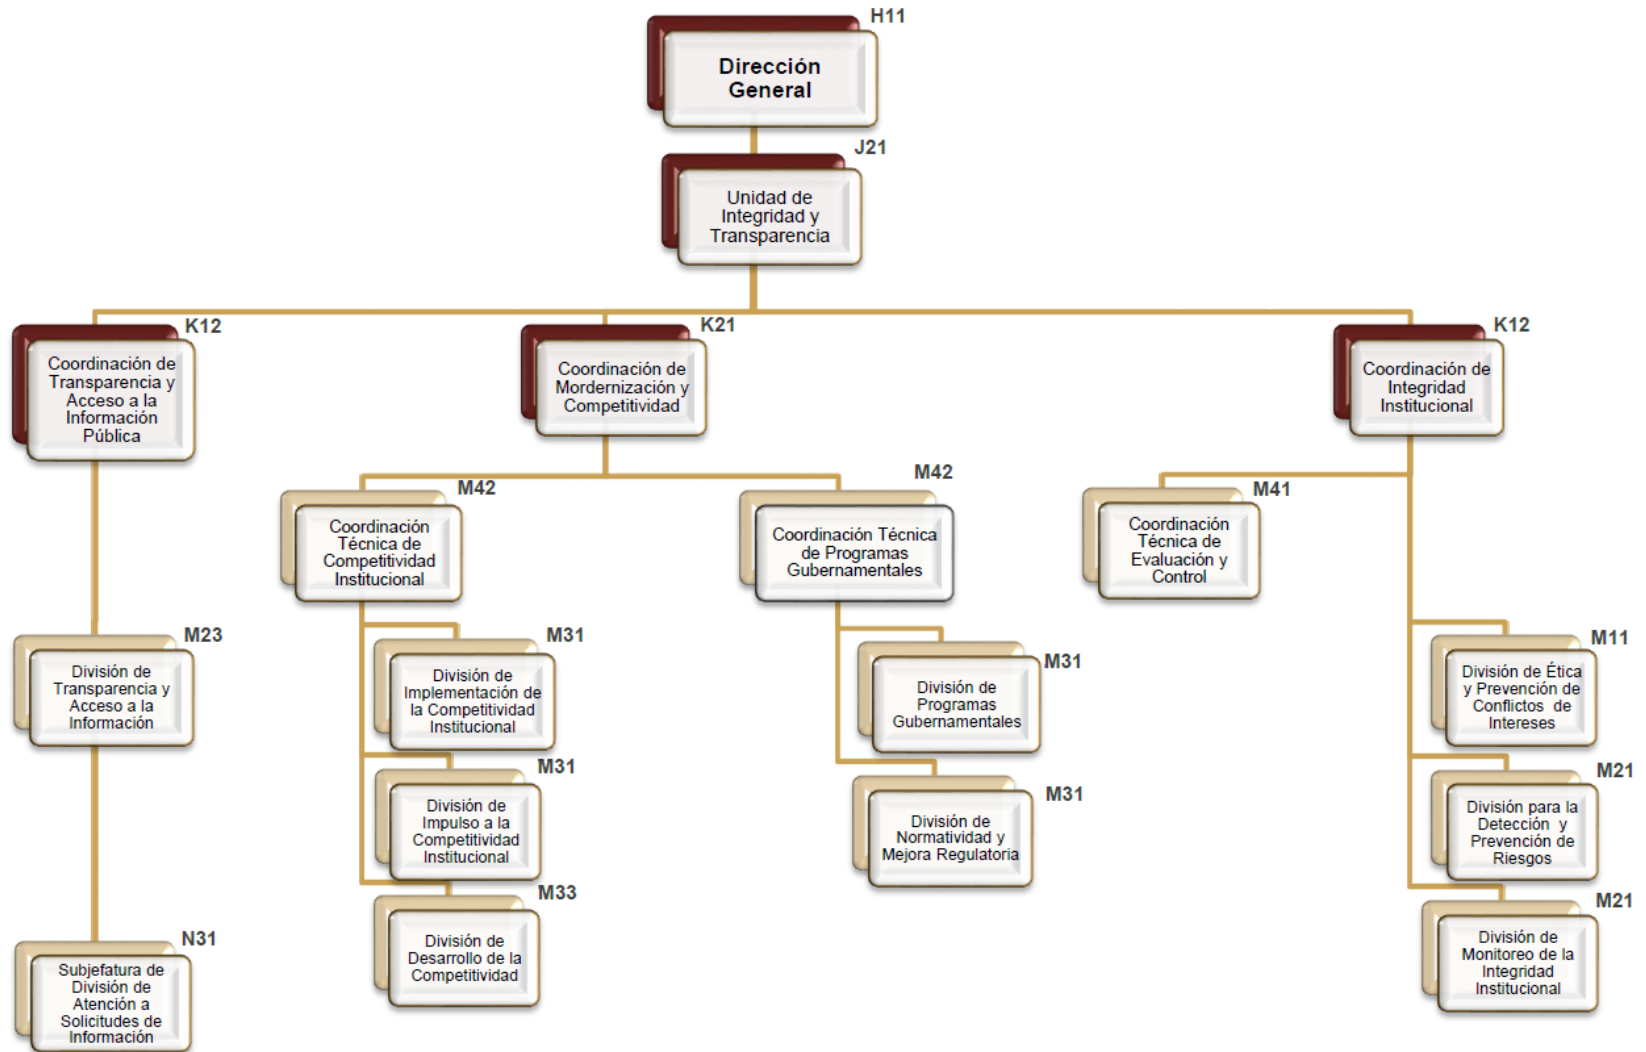 H11
Dirección
General
J21
Unidad de
Integridad y
Transparencia
K12
Coordinación de
Transparencia y
Acceso a la
Información
Pública
K21
Coordinación de
Mordernización y
Competitividad
K12
Coordinación de
Integridad
Institucional
M42
Coordinación
Técnica de
Competitividad
Institucional
M42
Coordinación Técnica
de Programas
Gubernamentales
M41
Coordinación
Técnica de
Evaluación y
Control
M23
División de
Transparencia y
Acceso a la
Información
M31
División de
Implementación de
la Competitividad
Institucional
M31
División de
Programas
Gubernamentales
M11
División de Ética
y Prevención de
Conflictos de
Intereses
M31
División de
Impulso a la
Competitividad
Institucional
M31
División de
Normatividad y
Mejora Regulatoria
M21
División para la
Detección y
Prevención de
Riesgos
M33
División de
Desarrollo de la
Competitividad
M21
División de
Monitoreo de la
Integridad
Institucional
N31
Subjefatura de
División de
Atención a
Solicitudes de
Información